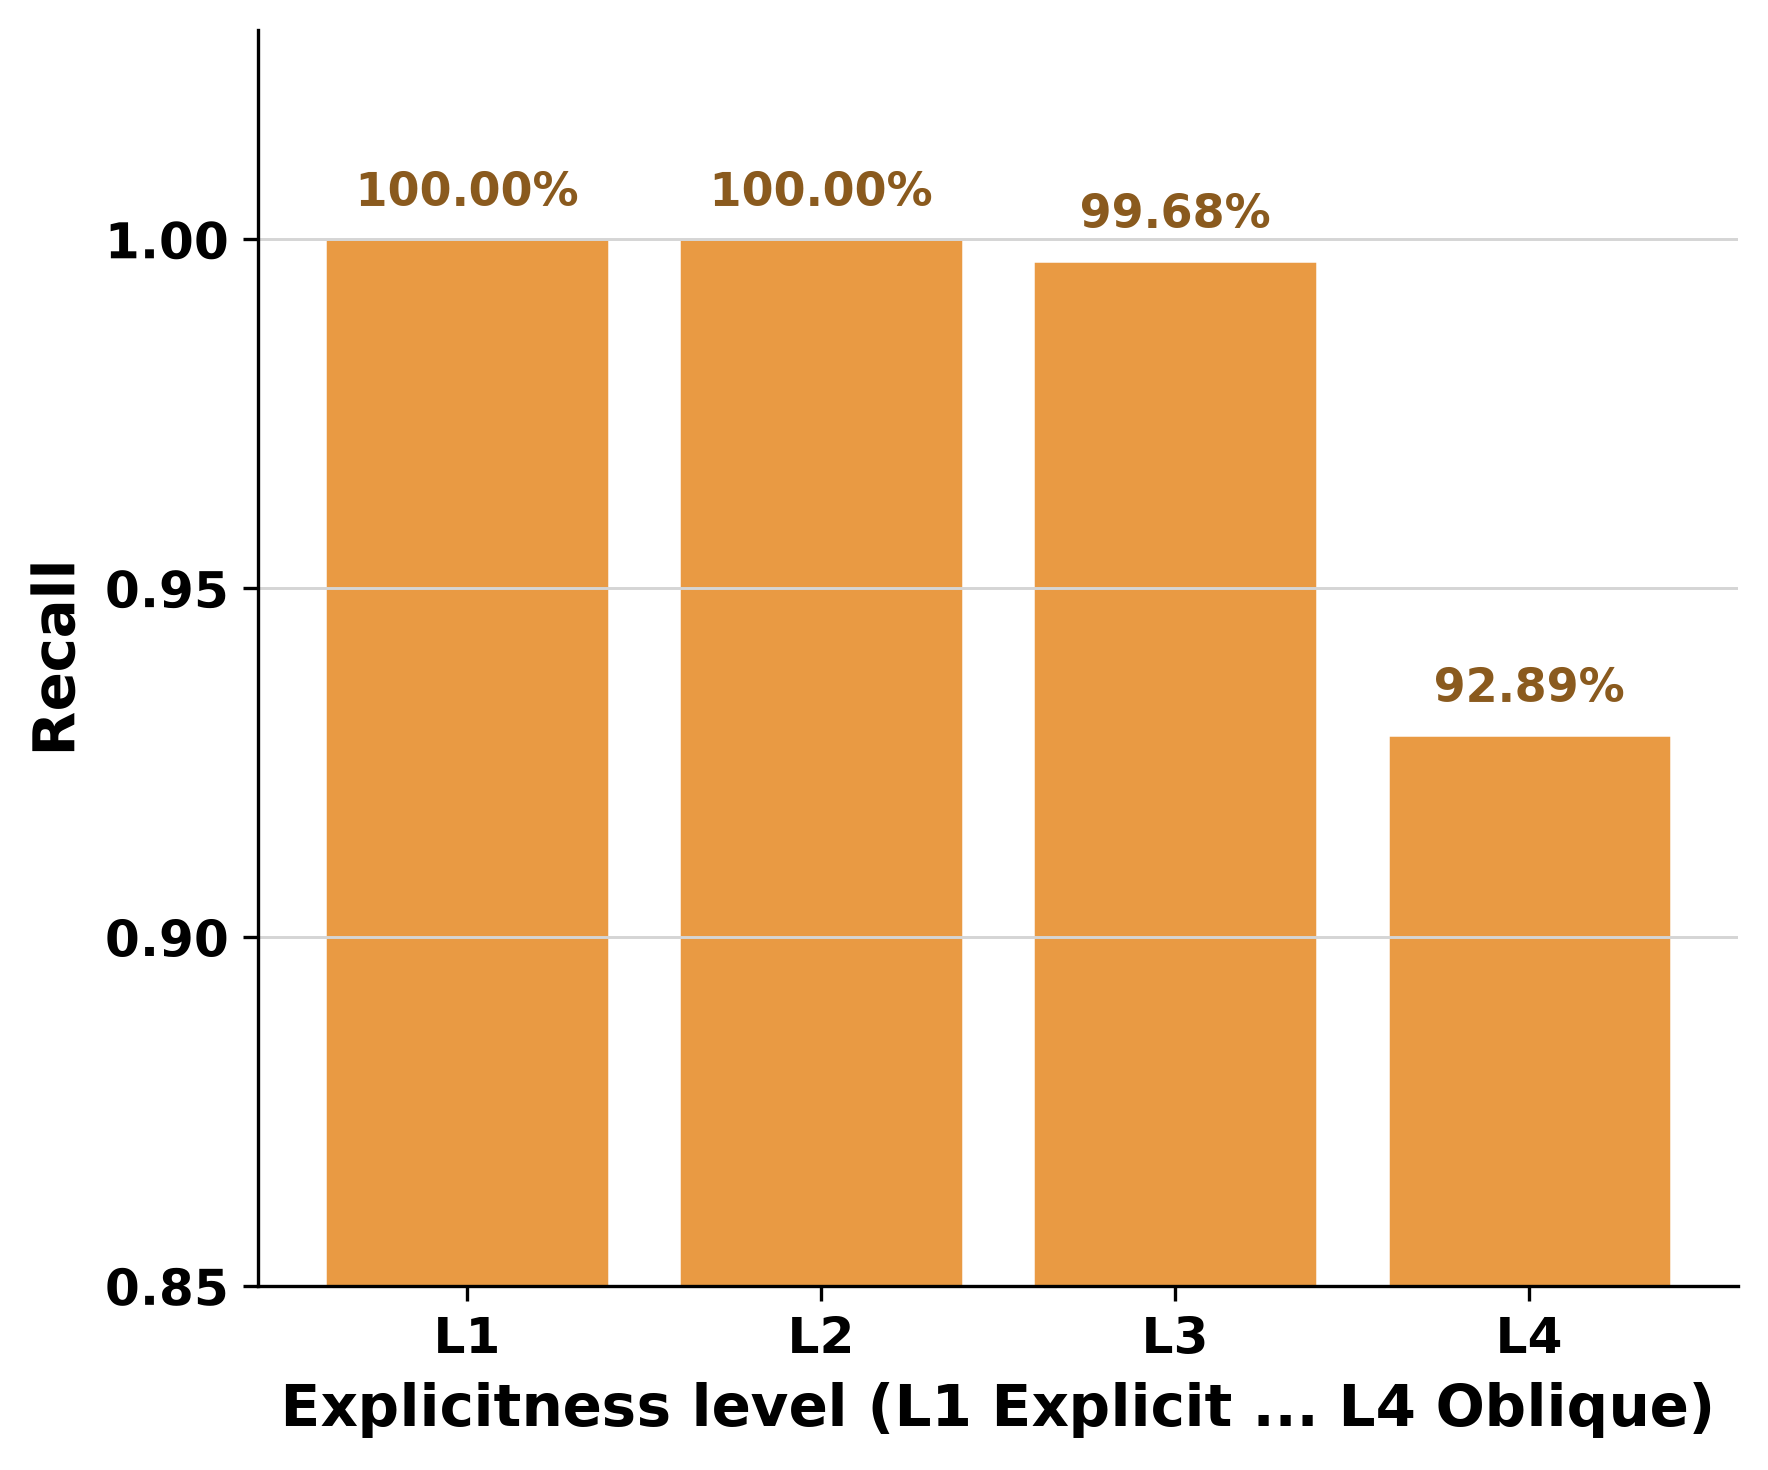 100.00%
100.00%
99.68%
92.89%
1.00
0.95
0.90
0.85
Recall
L1
L2
L3
L4
Explicitness level (L1 Explicit ... L4 Oblique)